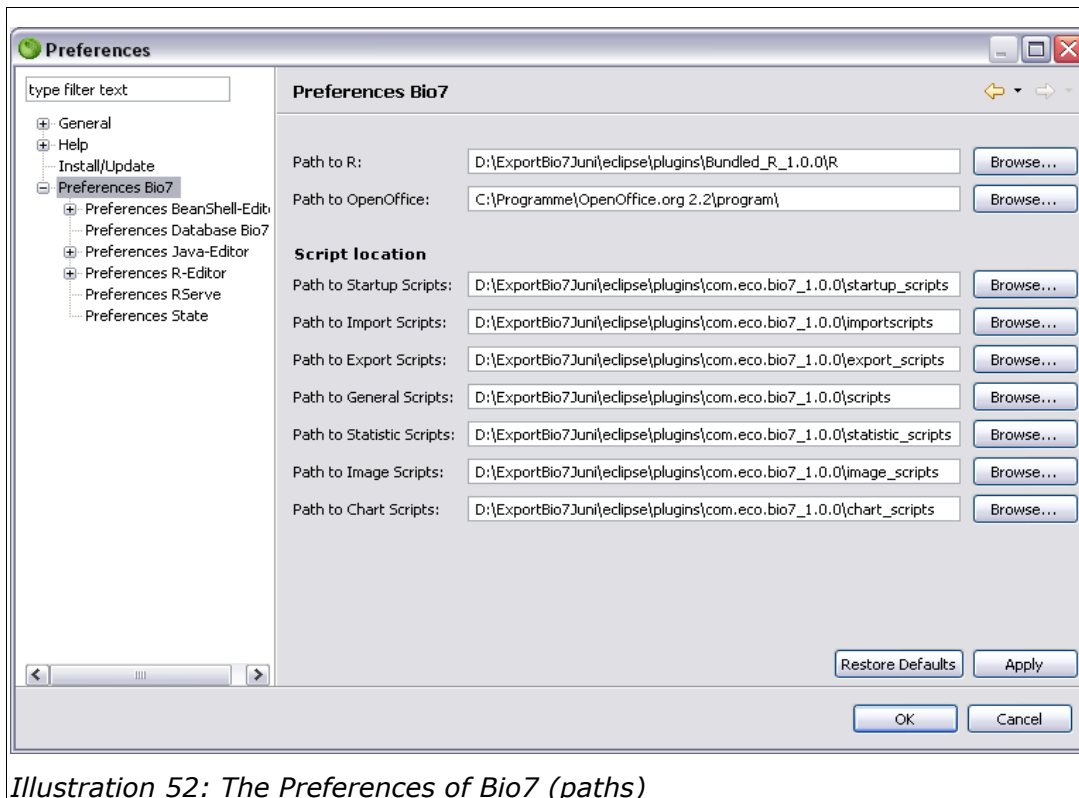 Preferences
type filter text
General
Help
Install/Update
Preferences Bio7
Preferences BeanShell-Edit
Preferences Database Bio7
Preferences Java-Editor
Preferences R-Editor
Preferences RServe
Preferences State
Preferences Bio7
Path to R: D:\ExportBio7Juni\eclipse\plugins\Bundled_R_1.0.0\R Browse...
Path to OpenOffice: C:\Programme\OpenOffice.org 2.2\program\ Browse...
Script location
Path to Startup Scripts: D:\ExportBio7Juni\eclipse\plugins\com.eco.bio7_1.0.0\startup_scripts Browse...
Path to Import Scripts: D:\ExportBio7Juni\eclipse\plugins\com.eco.bio7_1.0.0\importscripts Browse...
Path to Export Scripts: D:\ExportBio7Juni\eclipse\plugins\com.eco.bio7_1.0.0\export_scripts Browse...
Path to General Scripts: D:\ExportBio7Juni\eclipse\plugins\com.eco.bio7_1.0.0\scripts Browse...
Path to Statistic Scripts: D:\ExportBio7Juni\eclipse\plugins\com.eco.bio7_1.0.0\statistic_scripts Browse...
Path to Image Scripts: D:\ExportBio7Juni\eclipse\plugins\com.eco.bio7_1.0.0\image_scripts Browse...
Path to Chart Scripts: D:\ExportBio7Juni\eclipse\plugins\com.eco.bio7_1.0.0\chart_scripts Browse...
Restore Defaults Apply
OK Cancel
Illustration 52: The Preferences of Bio7 (paths)